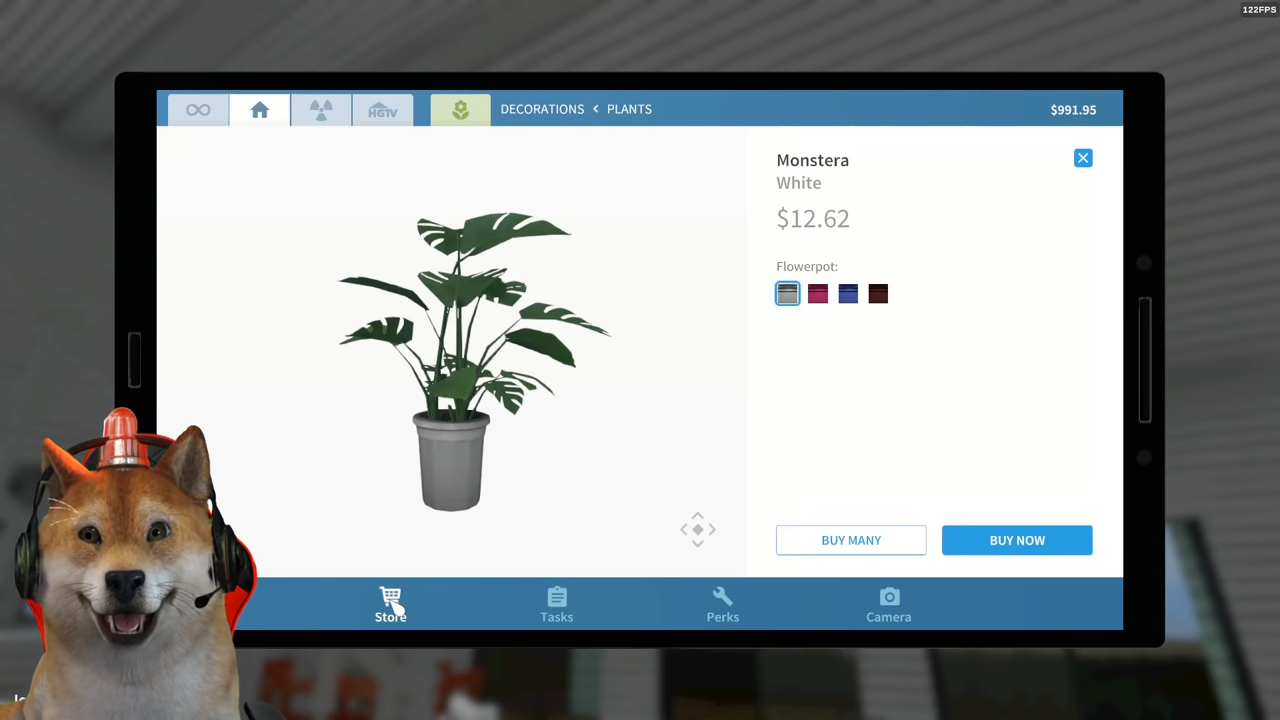 122FPS
HGTV
DECORATIONS < PLANTS
$991.95
Monstera
White
$12.62
Flowerpot:
BUY MANY
BUY NOW
Store
Tasks
Perks
Camera